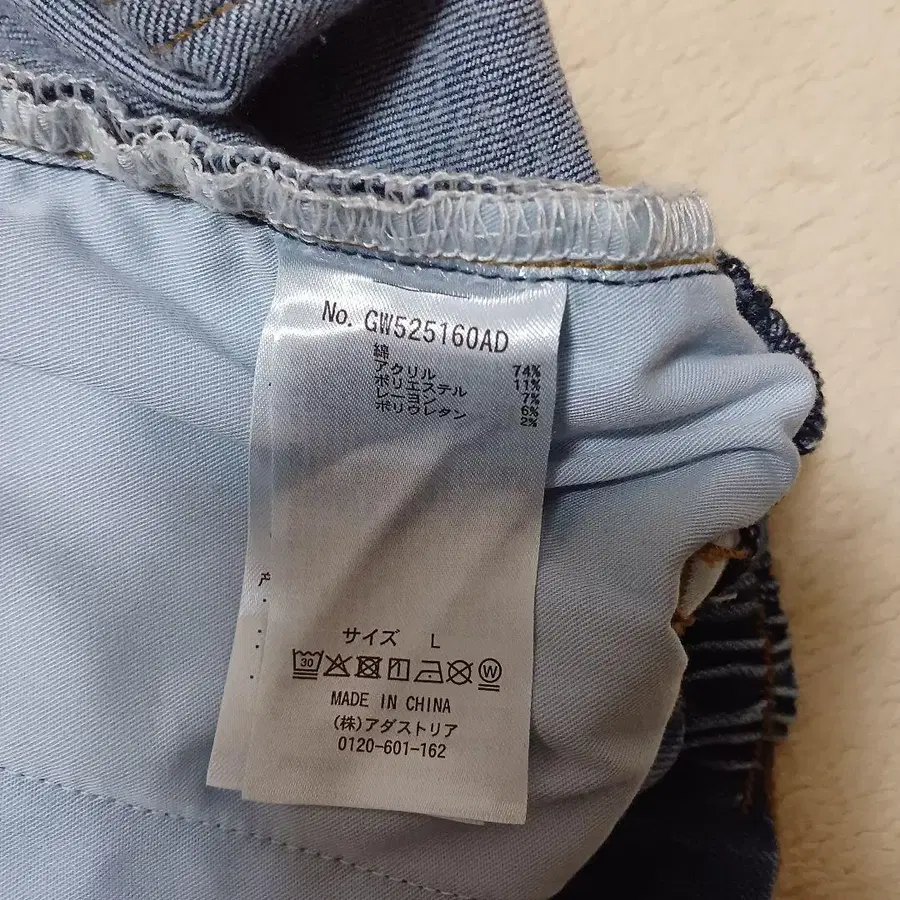 No. GW525160AD
綿 74%
アクリル 11%
ポリエステル 7%
レーヨン 6%
ポリウレタン 2%
サイズ L
30 W
MADE IN CHINA
(株)アダストリア
0120-601-162